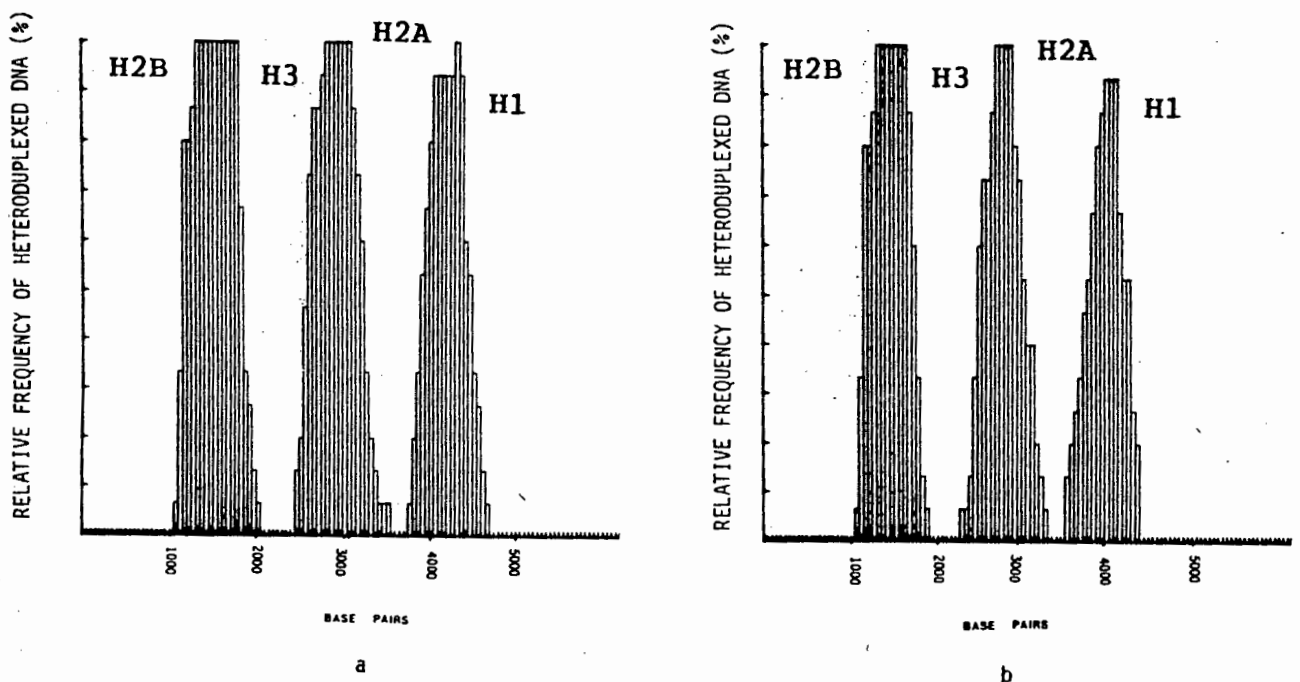 RELATIVE FREQUENCY OF HETERODUPLEXED DNA (%)
H2B
H3
H2A
H1
1000
2000
3000
4000
5000
BASE PAIRS
a
RELATIVE FREQUENCY OF HETERODUPLEXED DNA (%)
H2B
H3
H2A
H1
1000
2000
3000
4000
5000
BASE PAIRS
b